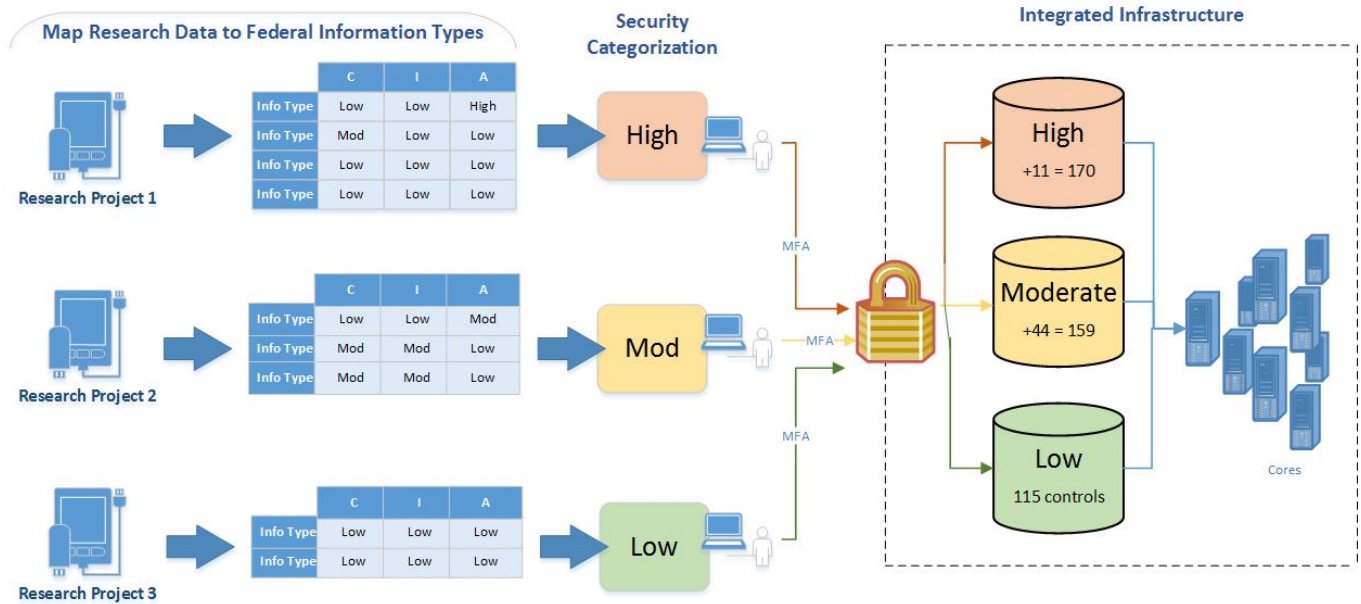 Map Research Data to Federal Information Types
Security
Categorization
Integrated Infrastructure
C I A
Info Type Low Low High
Info Type Mod Low Low
Info Type Low Low Low
Info Type Low Low Low
Research Project 1
High
MFA
High
+11 = 170
C I A
Info Type Low Low Mod
Info Type Mod Mod Low
Info Type Mod Mod Low
Research Project 2
Mod
MFA
Moderate
+44 = 159
C I A
Info Type Low Low Low
Info Type Low Low Low
Research Project 3
Low
MFA
Low
115 controls
Cores